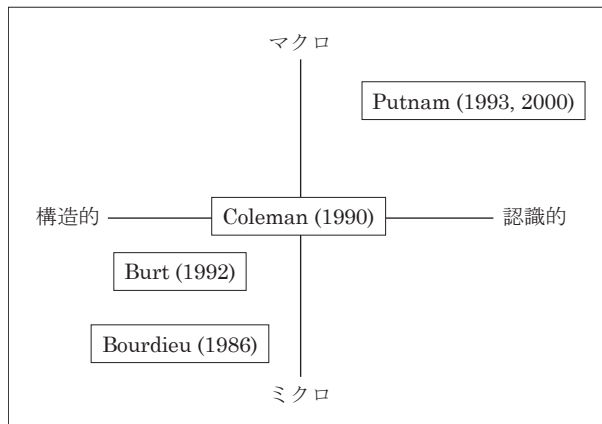 マクロ
Putnam (1993, 2000)
構造的
Coleman (1990)
認識的
Burt (1992)
Bourdieu (1986)
ミクロ